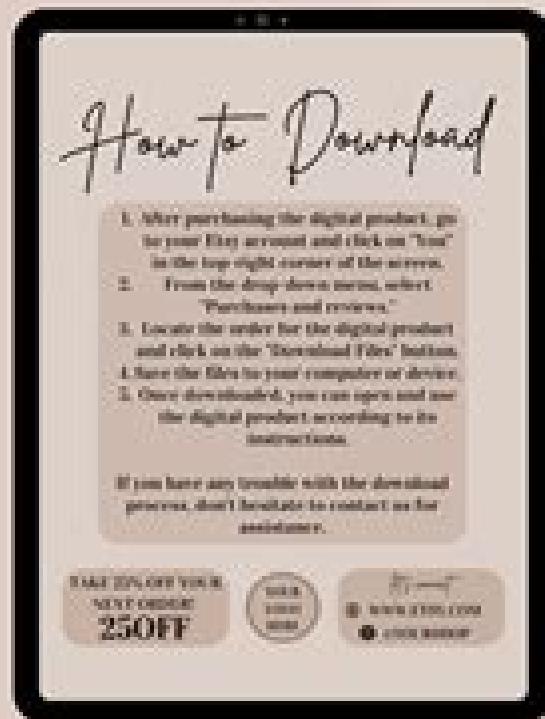 How to Download
1. After purchasing the digital product, go
to your Etsy account and click on "You"
in the top right corner of the screen.
2. From the drop-down menu, select
"Purchases and reviews."
3. Locate the order for the digital product
and click on the "Download Files" button.
4. Save the files to your computer or device.
5. Once downloaded, you can open and use
the digital product according to its
instructions.
If you have any trouble with the download
process, don't hesitate to contact us for
assistance.
TAKE 25% OFF YOUR
NEXT ORDER!
25OFF
YOUR
LOGO
HERE
WWW.ETSY.COM